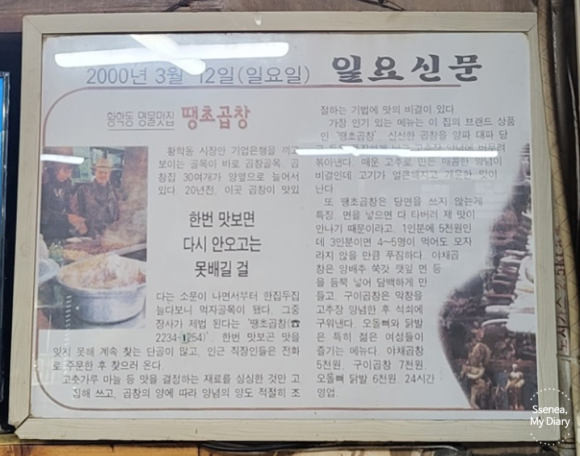 2000년 3월 12일(일요일)
일요신문
황학동 명물맛집 땡초곱창
황학동 시장안 기업은행을 끼고
보이는 골목이 바로 곱창골목. 곱
창집 30여개가 양옆으로 늘어서
있다. 20년전, 이곳 곱창이 맛있
한번 맛보면
다시 안오고는
못배길 걸
다는 소문이 나면서부터 한집두집
늘다보니 먹자골목이 됐다. 그중
장사가 제법 된다는 '땡초곱창(☎
2234- 254)' 한번 맛보곤 맛을
잊지 못해 계속 찾는 단골이 많고, 인근 직장인들은 전화
로 주문한 후 찾으러 온다.
고춧가루 마늘 등 맛을 결정하는 재료를 싱싱한 것만 고
집해 쓰고, 곱창의 양에 따라 양념의 양도 적절히 조
절하는 기법에 맛의 비결이 있다.
가장 인기 있는 메뉴는 이 집의 브랜드 상품
인 '땡초곱창' 신선한 곱창을 양파 대파 당
볶아낸다. 매운 고추로 만든 매콤한 양념이
비결인데 고기가 얼큰해지고 개운한 맛이
난다.
또 땡초곱창은 당면을 쓰지 않는게
특징. 면을 넣으면 다 타버려 제 맛이
안나기 때문이라고. 1인분에 5천원인
데 3인분이면 4~5명이 먹어도 모자
라지 않을 만큼 푸짐하다. 야채곱
창은 양배추 쑥갓 깻잎 면 등
을 듬뿍 넣어 담백하게 만
들고, 구이곱창은 막창을
고추장 양념한 후 석쇠에
구워낸다. 오돌뼈와 닭발
은 특히 젊은 여성들이
즐기는 메뉴다. 야채곱창
5천원, 구이곱창 7천원,
오돌뼈 닭발 6천원. 24시간
영업.
Ssenea,
My Diary